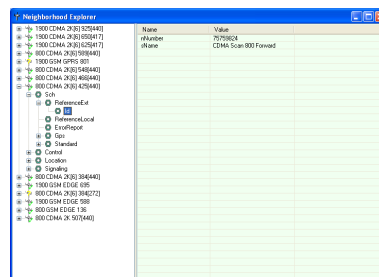 Neighborhood Explorer
1900 CDMA 2K[6] 925[440]
1900 CDMA 2K[6] 650[417]
1900 CDMA 2K[6] 625[417]
800 CDMA 2K[6] 589[440]
1900 GSM GPRS 801
800 CDMA 2K[6] 548[440]
800 CDMA 2K[6] 466[440]
800 CDMA 2K[6] 425[440]
Sch
ReferenceExt
Id
ReferenceLocal
ErrorReport
Gps
Standard
Control
Location
Signaling
800 CDMA 2K[6] 384[440]
1900 GSM EDGE 695
800 CDMA 2K[6] 384[272]
1900 GSM EDGE 588
800 GSM EDGE 136
800 CDMA 2K 507[440]
Name Value
nNumber 75759824
sName CDMA Scan 800 Forward